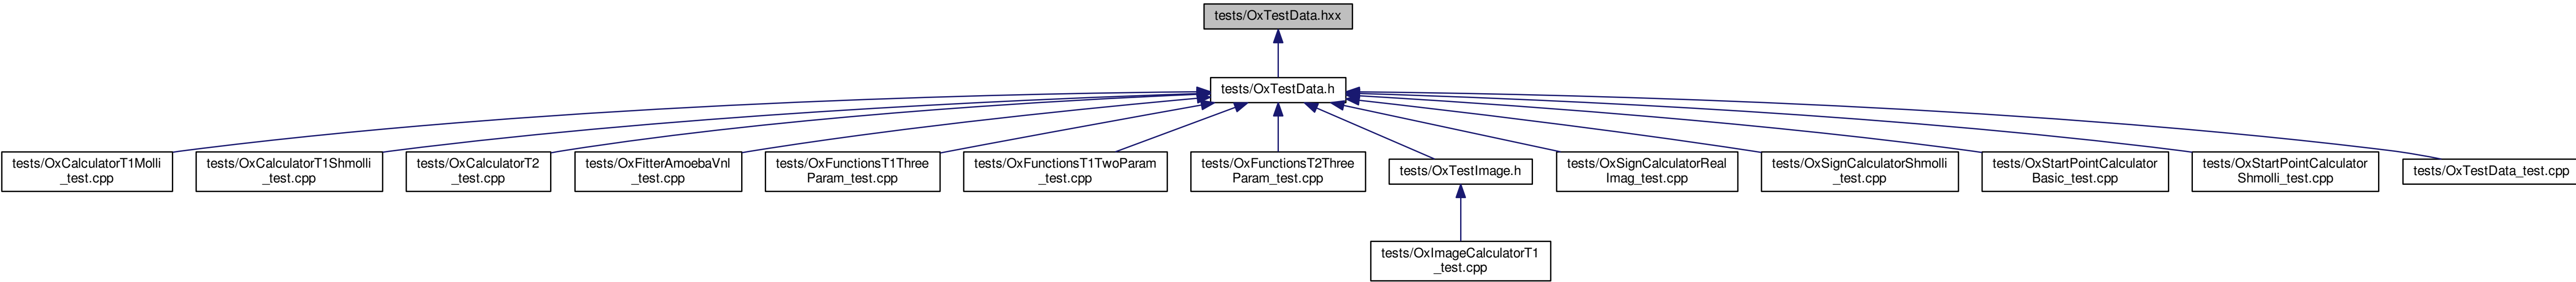 tests/OxTestData.hxx
tests/OxTestData.h
tests/OxCalculatorT1Molli
_test.cpp
tests/OxCalculatorT1Shmolli
_test.cpp
tests/OxCalculatorT2
_test.cpp
tests/OxFitterAmoebaVnl
_test.cpp
tests/OxFunctionsT1Three
Param_test.cpp
tests/OxFunctionsT1TwoParam
_test.cpp
tests/OxFunctionsT2Three
Param_test.cpp
tests/OxTestImage.h
tests/OxSignCalculatorReal
Imag_test.cpp
tests/OxSignCalculatorShmolli
_test.cpp
tests/OxStartPointCalculator
Basic_test.cpp
tests/OxStartPointCalculator
Shmolli_test.cpp
tests/OxTestData_test.cpp
tests/OxImageCalculatorT1
_test.cpp